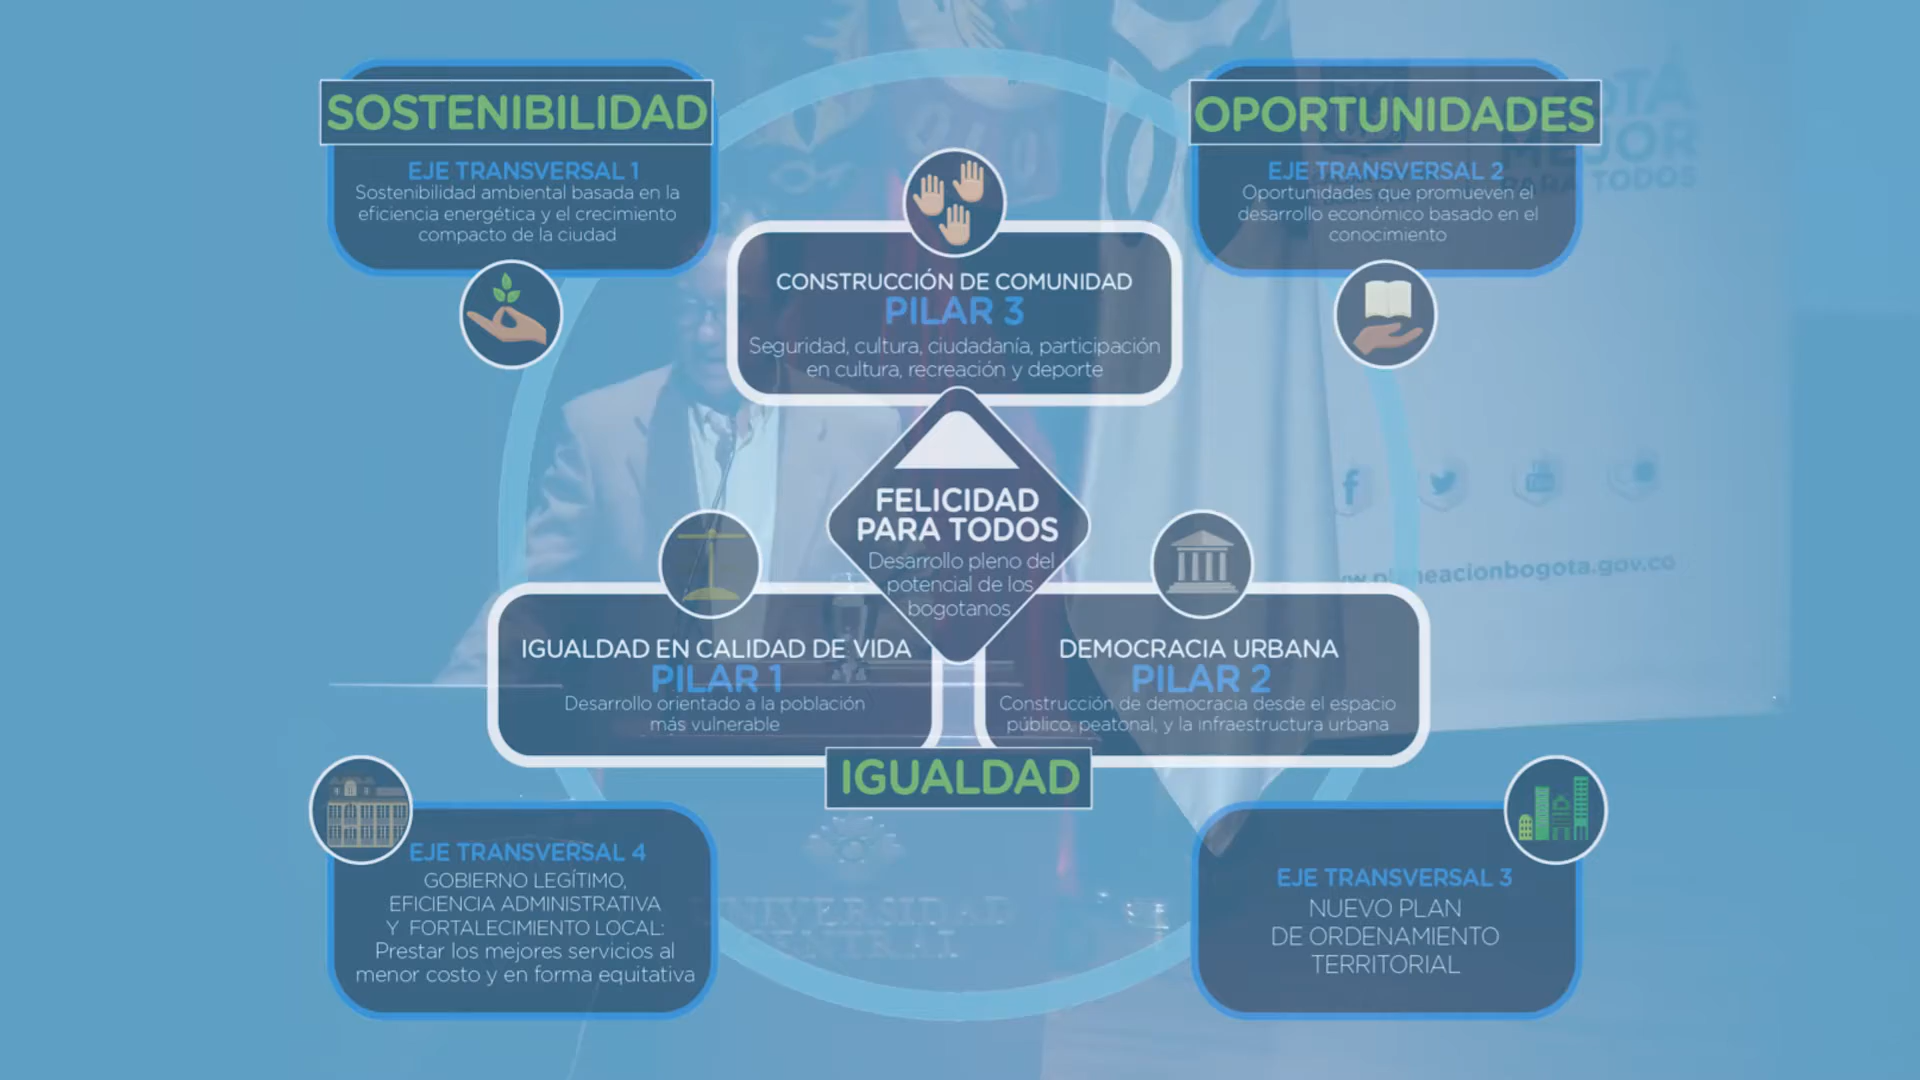 SOSTENIBILIDAD
EJE TRANSVERSAL 1
Sostenibilidad ambiental basada en la
eficiencia energética y el crecimiento
compacto de la ciudad
OPORTUNIDADES
EJE TRANSVERSAL 2
Oportunidades que promueven el
desarrollo económico basado en el
conocimiento
MEJOR
PARA TODOS
CONSTRUCCIÓN DE COMUNIDAD
PILAR 3
Seguridad, cultura, ciudadanía, participación
en cultura, recreación y deporte
FELICIDAD
PARA TODOS
Desarrollo pleno del
potencial de los
bogotanos
IGUALDAD EN CALIDAD DE VIDA
PILAR 1
Desarrollo orientado a la población
más vulnerable
DEMOCRACIA URBANA
PILAR 2
Construcción de democracia desde el espacio
público, peatonal, y la infraestructura urbana
IGUALDAD
EJE TRANSVERSAL 4
GOBIERNO LEGÍTIMO,
EFICIENCIA ADMINISTRATIVA
Y FORTALECIMIENTO LOCAL:
Prestar los mejores servicios al
menor costo y en forma equitativa
UNIVERSIDAD
CENTRAL
EJE TRANSVERSAL 3
NUEVO PLAN
DE ORDENAMIENTO
TERRITORIAL